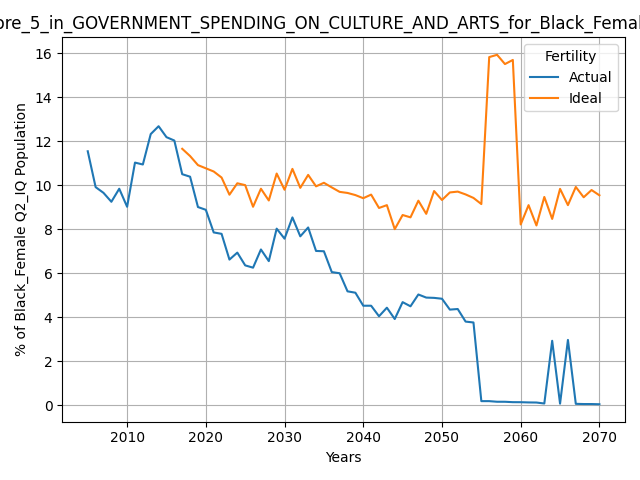 ore_5_in_GOVERNMENT_SPENDING_ON_CULTURE_AND_ARTS_for_Black_Femal
Fertility
Actual
Ideal
% of Black_Female Q2_IQ Population
16
14
12
10
8
6
4
2
0
2010 2020 2030 2040 2050 2060 2070
Years